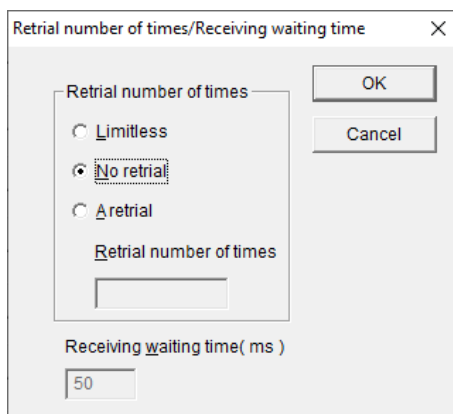 Retrial number of times/Receiving waiting time
Retrial number of times
OK
Limitless
Cancel
No retrial
A retrial
Retrial number of times
Receiving waiting time( ms )
50